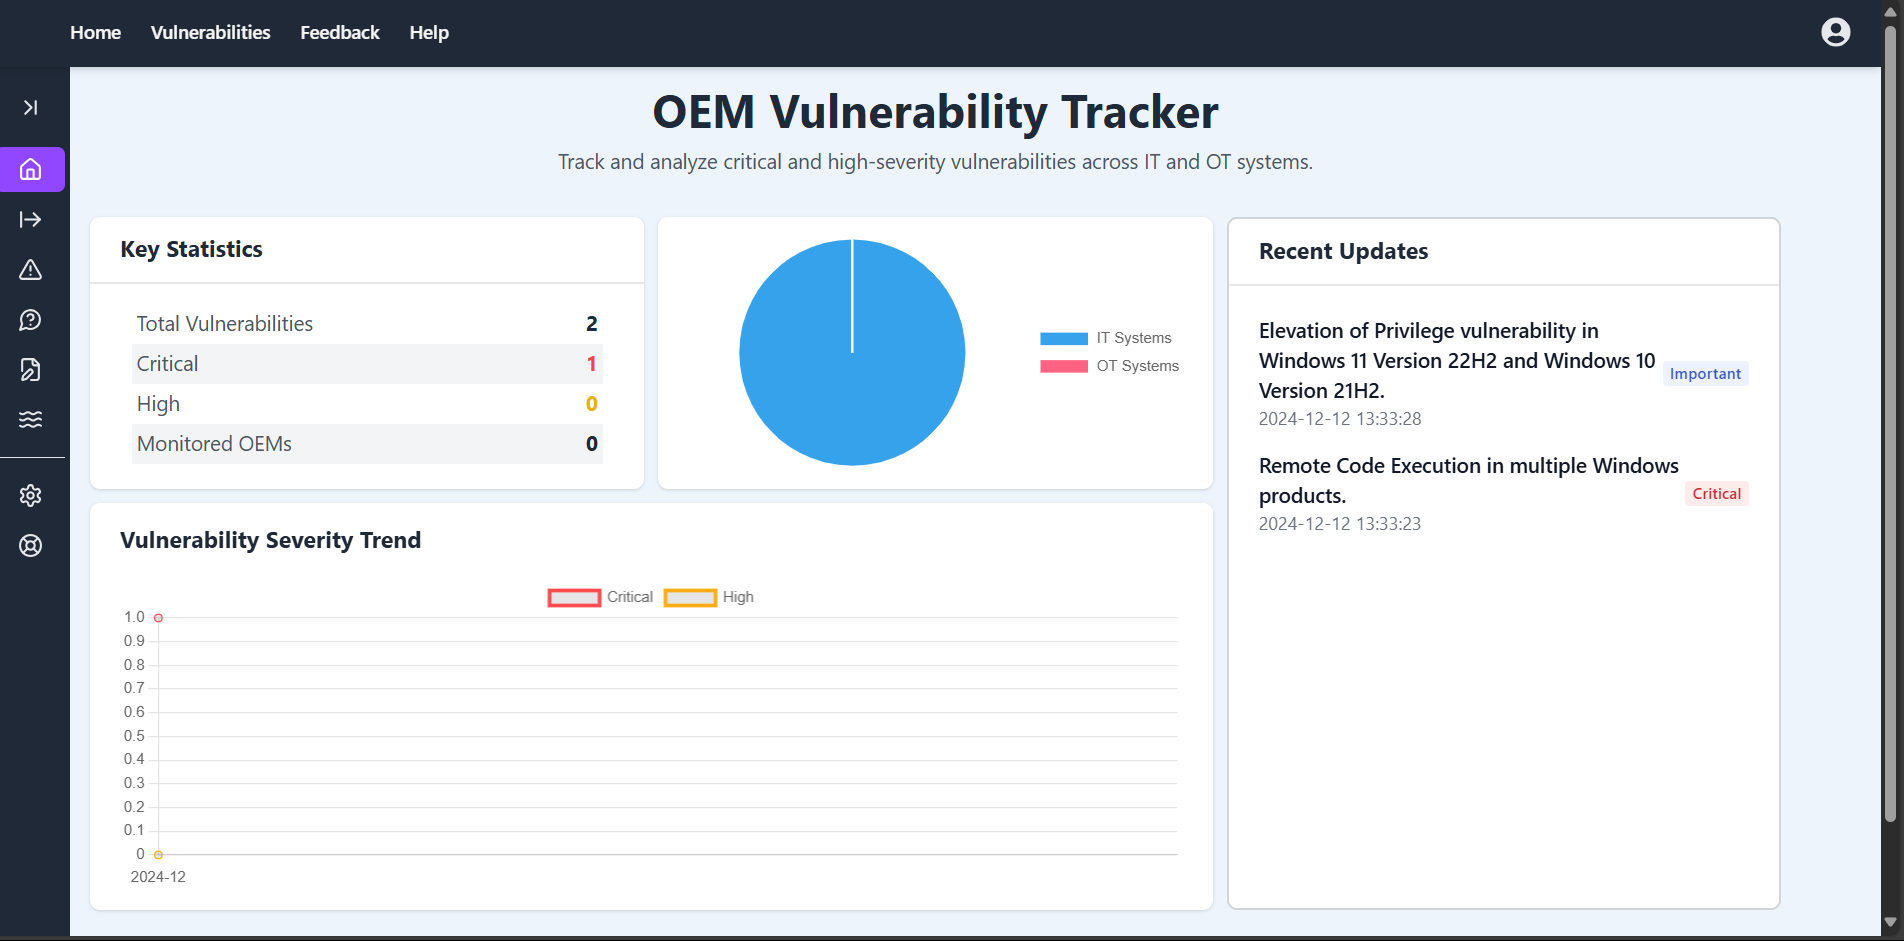 Home Vulnerabilities Feedback Help
OEM Vulnerability Tracker
Track and analyze critical and high-severity vulnerabilities across IT and OT systems.
Key Statistics
Total Vulnerabilities 2
Critical 1
High 0
Monitored OEMs 0
IT Systems
OT Systems
Recent Updates
Elevation of Privilege vulnerability in
Windows 11 Version 22H2 and Windows 10
Version 21H2.
Important
2024-12-12 13:33:28
Remote Code Execution in multiple Windows
products.
Critical
2024-12-12 13:33:23
Vulnerability Severity Trend
Critical High
1.0
0.9
0.8
0.7
0.6
0.5
0.4
0.3
0.2
0.1
0
2024-12